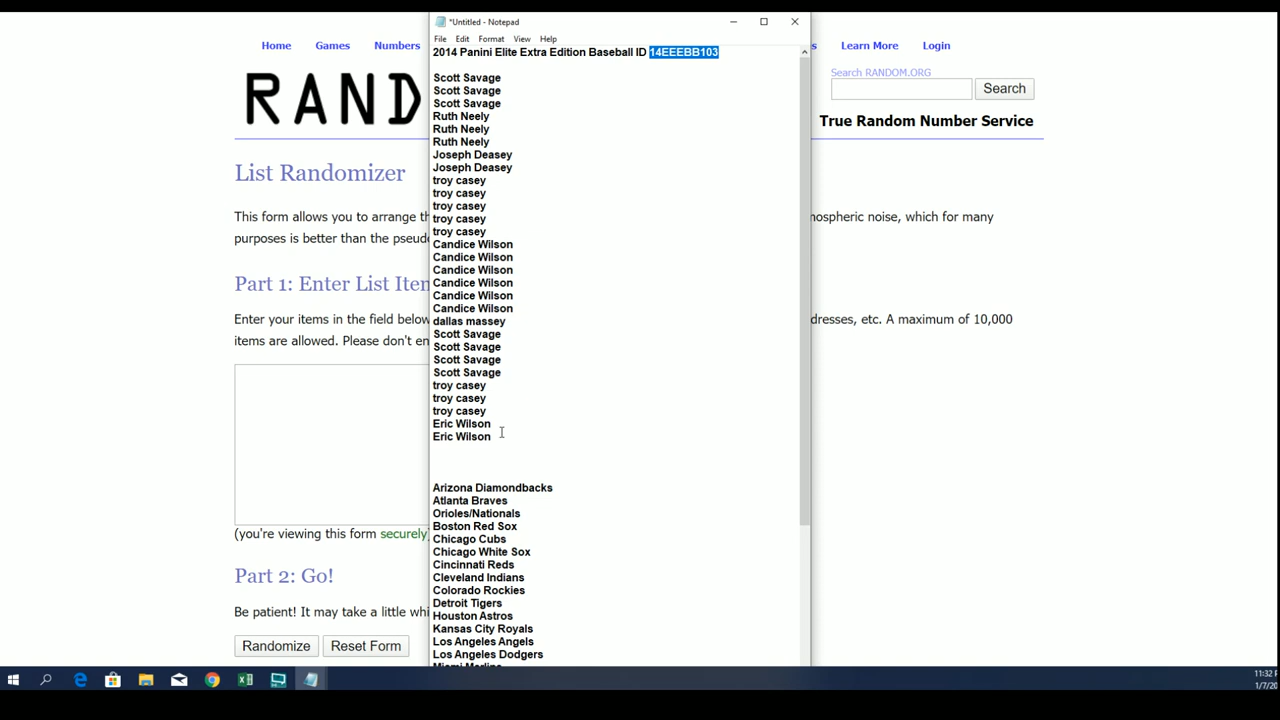 *Untitled - Notepad
File Edit Format View Help
Home Games Numbers s Learn More Login
2014 Panini Elite Extra Edition Baseball ID 14EEEBB103
Search RANDOM.ORG
Search
RAND
True Random Number Service
Scott Savage
Scott Savage
Scott Savage
Ruth Neely
Ruth Neely
Ruth Neely
Joseph Deasey
Joseph Deasey
troy casey
troy casey
troy casey
troy casey
troy casey
Candice Wilson
Candice Wilson
Candice Wilson
Candice Wilson
Candice Wilson
Candice Wilson
dallas massey
Scott Savage
Scott Savage
Scott Savage
Scott Savage
troy casey
troy casey
troy casey
Eric Wilson
Eric Wilson
Arizona Diamondbacks
Atlanta Braves
Orioles/Nationals
Boston Red Sox
Chicago Cubs
Chicago White Sox
Cincinnati Reds
Cleveland Indians
Colorado Rockies
Detroit Tigers
Houston Astros
Kansas City Royals
Los Angeles Angels
Los Angeles Dodgers
Miami Marlins
List Randomizer
This form allows you to arrange th mospheric noise, which for many
purposes is better than the pseud
Part 1: Enter List Iten
Enter your items in the field below dresses, etc. A maximum of 10,000
items are allowed. Please don't en
(you're viewing this form securely)
Part 2: Go!
Be patient! It may take a little whi
Randomize Reset Form
11:32
1/7/20